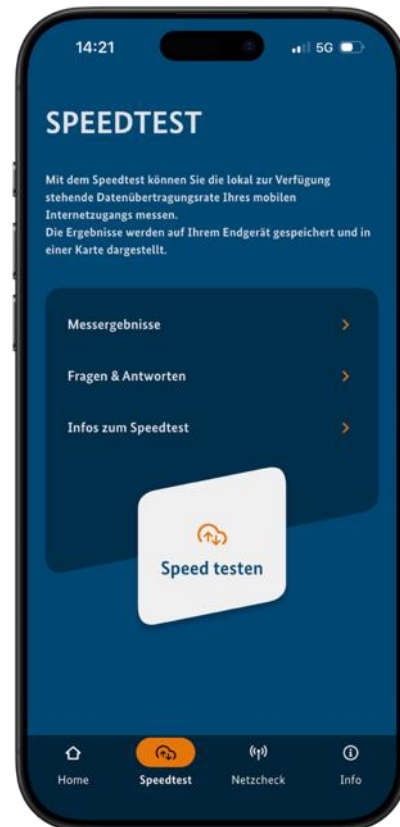 14:21
5G
SPEEDTEST
Mit dem Speedtest können Sie die lokal zur Verfügung
stehende Datenübertragungsrate Ihres mobilen
Internetzugangs messen.
Die Ergebnisse werden auf Ihrem Endgerät gespeichert und in
einer Karte dargestellt.
Messergebnisse
Fragen & Antworten
Infos zum Speedtest
Speed testen
Home
Speedtest
Netzcheck
Info